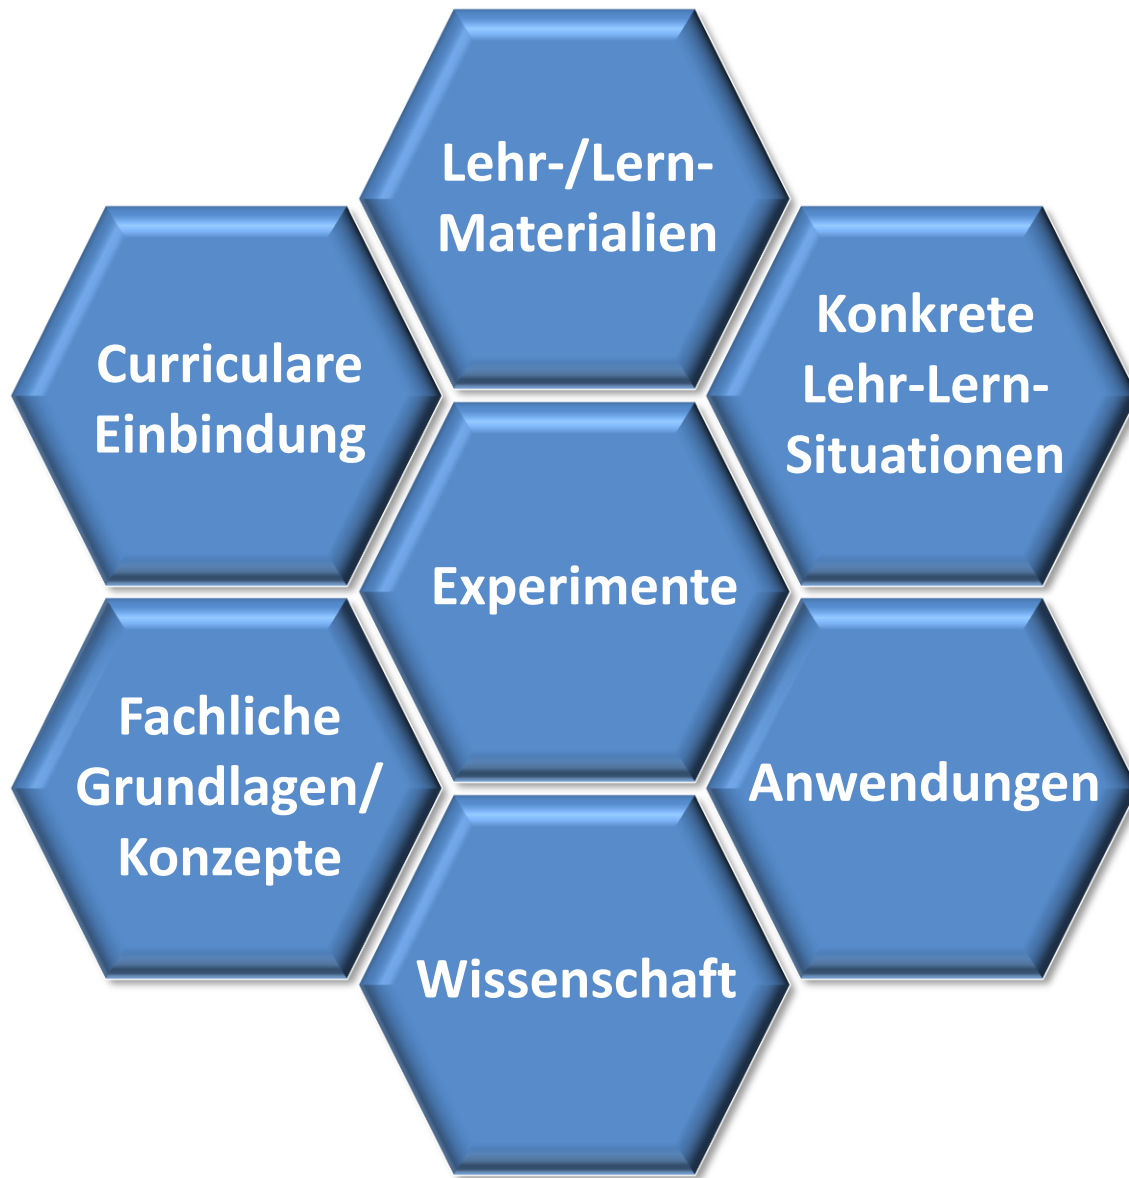 Lehr-/Lern-
Materialien
Curriculare
Einbindung
Konkrete
Lehr-Lern-
Situationen
Experimente
Fachliche
Grundlagen/
Konzepte
Anwendungen
Wissenschaft